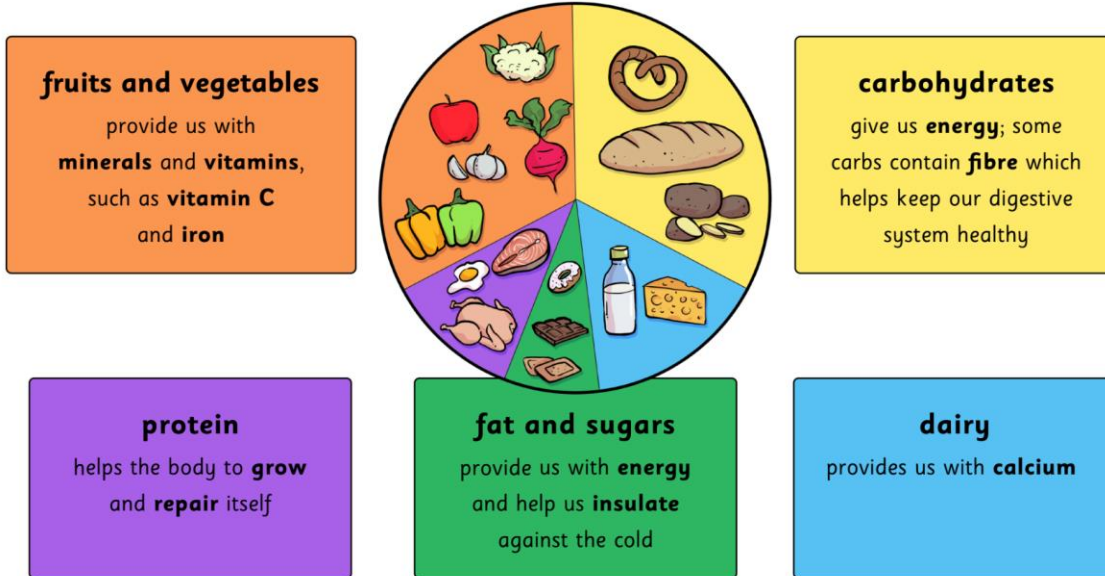 fruits and vegetables
provide us with
minerals and vitamins,
such as vitamin C
and iron
carbohydrates
give us energy; some
carbs contain fibre which
helps keep our digestive
system healthy
protein
helps the body to grow
and repair itself
fat and sugars
provide us with energy
and help us insulate
against the cold
dairy
provides us with calcium